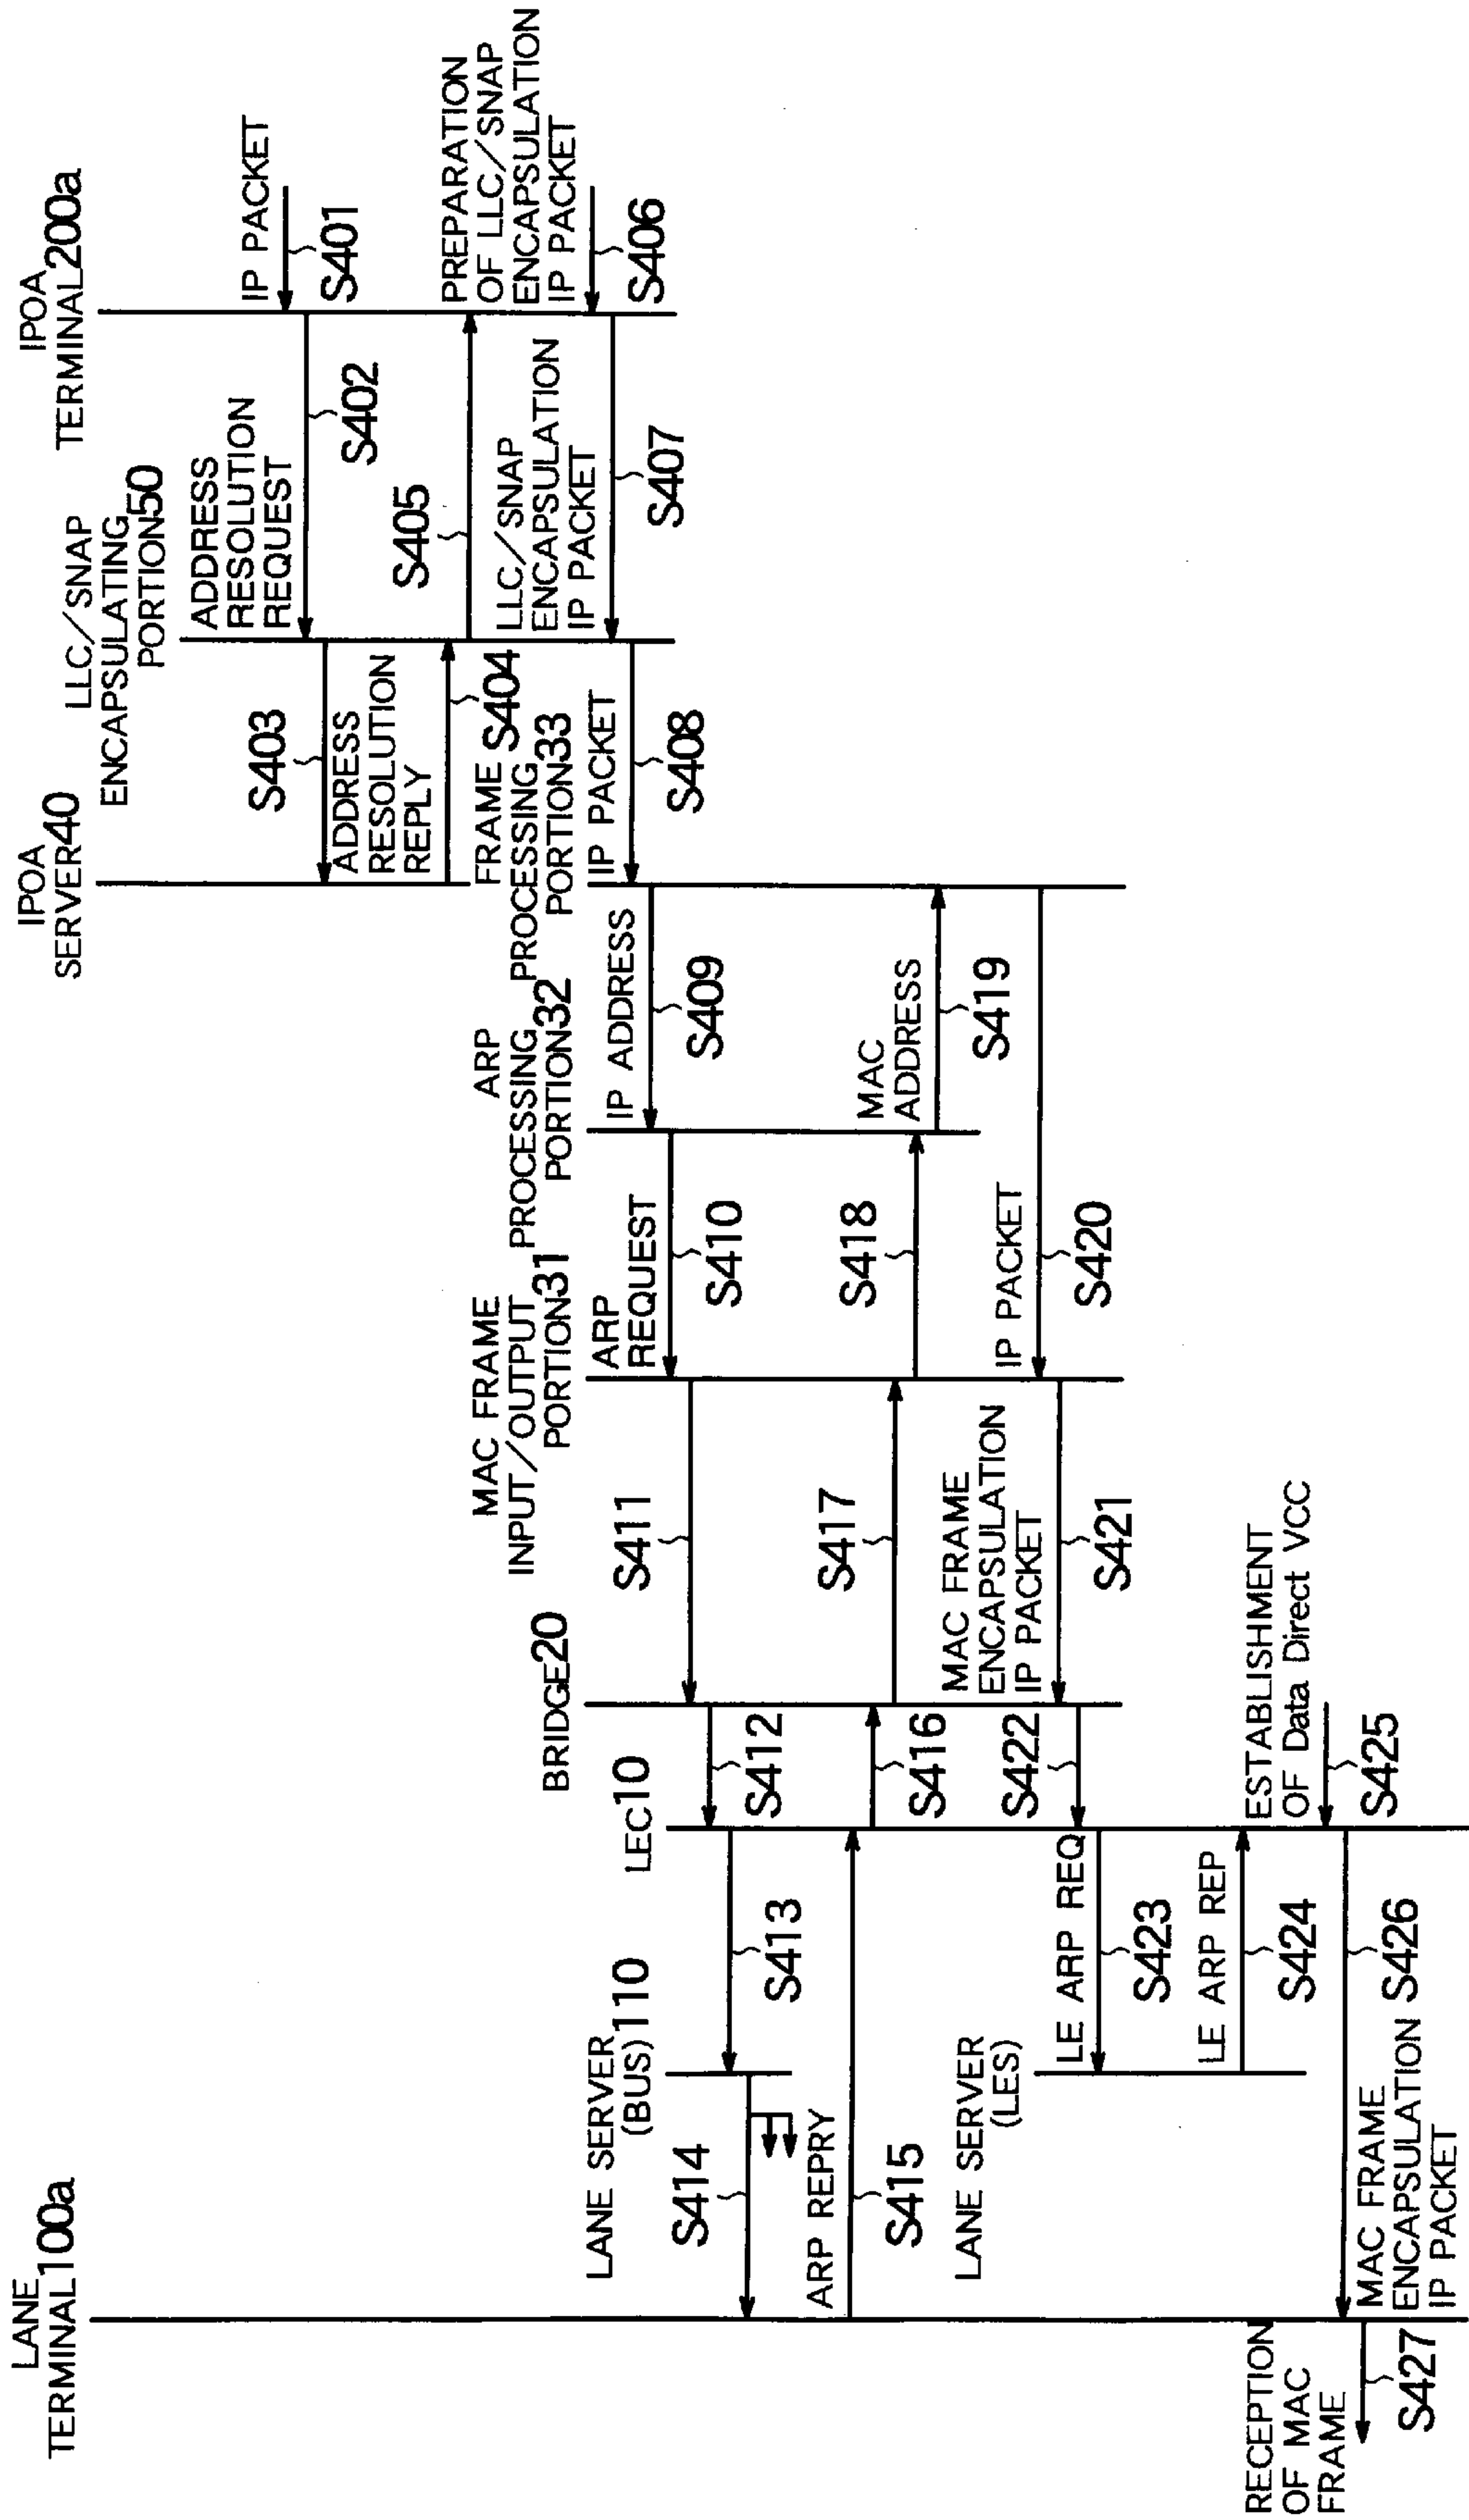 LANE
TERMINAL100a
IPOA
SERVER40
LLC/SNAP
ENCAPSULATING
PORTION50
IPOA
TERMINAL200a
IP PACKET
S401
ADDRESS
RESOLUTION
REQUEST
S402
S403
ADDRESS
RESOLUTION
REPLY
S404
S405
PREPARATION
OF LLC/SNAP
ENCAPSULATION
IP PACKET
S406
LLC/SNAP
ENCAPSULATION
IP PACKET
S407
LANE SERVER
(BUS)110
LEC10
BRIDGE20
MAC FRAME
INPUT/OUTPUT
PORTION31
ARP
PROCESSING
PORTION32
FRAME
PROCESSING
PORTION33
IP PACKET
S408
IP ADDRESS
S409
ARP
REQUEST
S410
S411
S412
S413
S414
ARP REPRY
S415
S416
S417
S418
MAC
ADDRESS
S419
IP PACKET
S420
MAC FRAME
ENCAPSULATION
IP PACKET
S421
S422
LANE SERVER
(LES)
LE ARP REQ
S423
LE ARP REP
S424
ESTABLISHMENT
OF Data Direct VCC
S425
S426
MAC FRAME
ENCAPSULATION
IP PACKET
RECEPTION
OF MAC
FRAME
S427